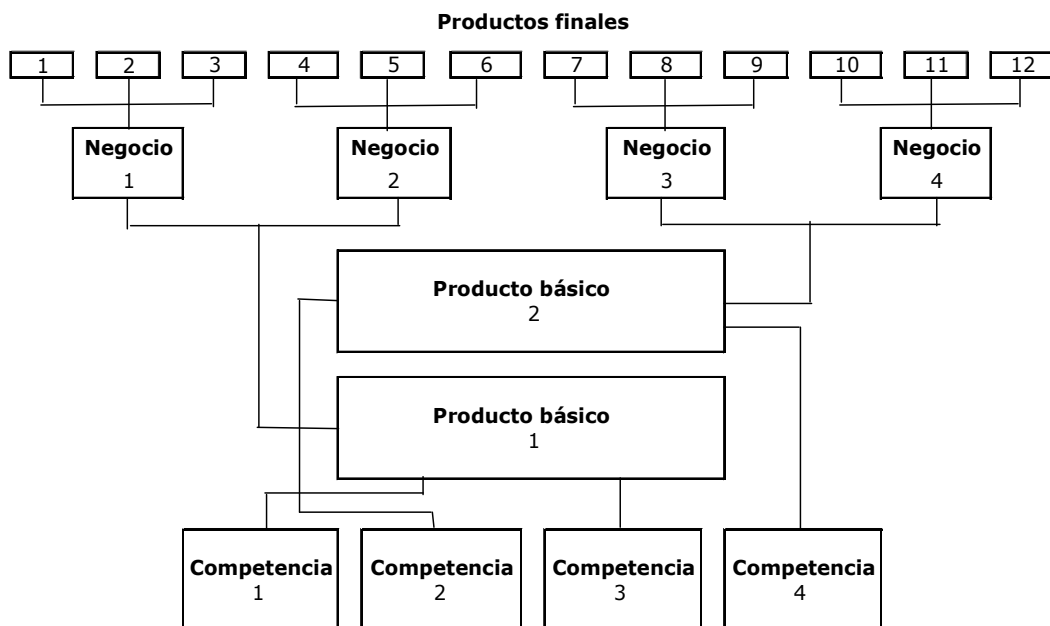 Productos finales
1 2 3 4 5 6 7 8 9 10 11 12
Negocio Negocio Negocio Negocio
1 2 3 4
Producto básico
2
Producto básico
1
Competencia Competencia Competencia Competencia
1 2 3 4